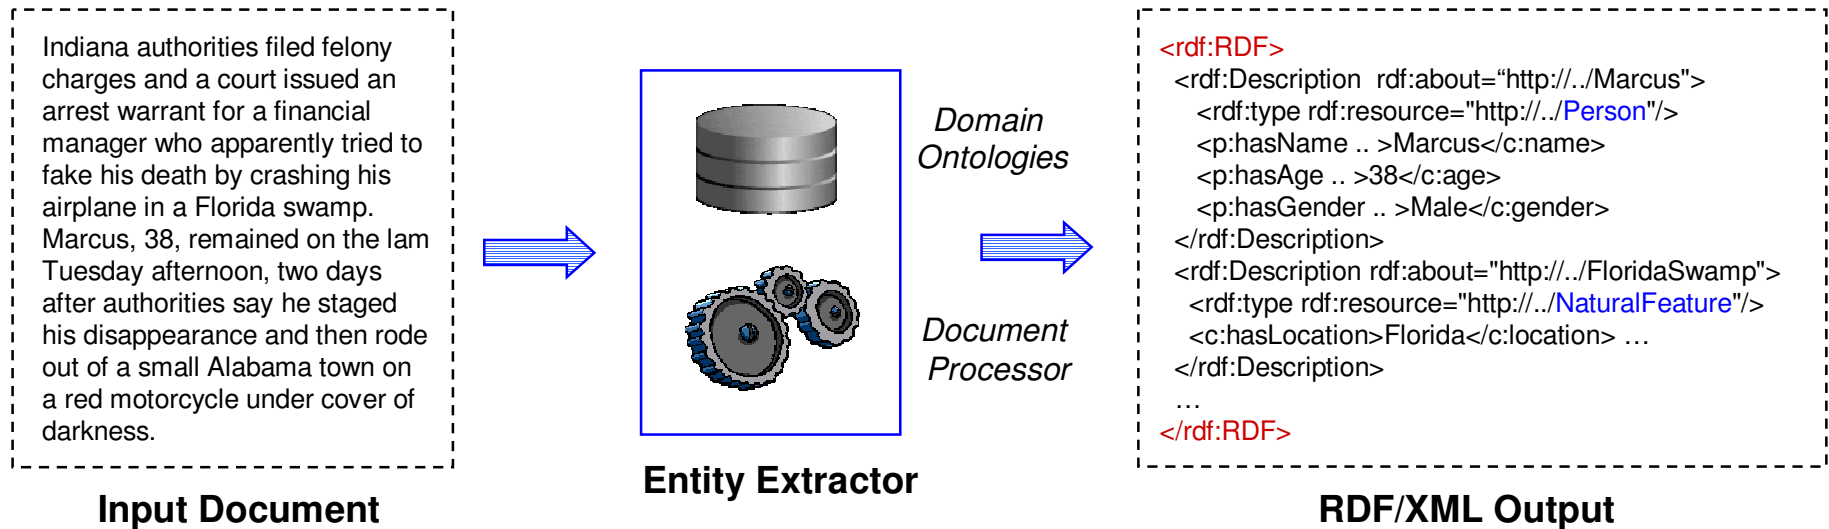 Indiana authorities filed felony
charges and a court issued an
arrest warrant for a financial
manager who apparently tried to
fake his death by crashing his
airplane in a Florida swamp.
Marcus, 38, remained on the lam
Tuesday afternoon, two days
after authorities say he staged
his disappearance and then rode
out of a small Alabama town on
a red motorcycle under cover of
darkness.
Input Document
Domain
Ontologies
Document
Processor
Entity Extractor
<rdf:RDF>
<rdf:Description rdf:about=“http://../Marcus">
<rdf:type rdf:resource="http://../Person"/>
<p:hasName .. >Marcus</c:name>
<p:hasAge .. >38</c:age>
<p:hasGender .. >Male</c:gender>
</rdf:Description>
<rdf:Description rdf:about="http://../FloridaSwamp">
<rdf:type rdf:resource="http://../NaturalFeature"/>
<c:hasLocation>Florida</c:location> …
</rdf:Description>
…
</rdf:RDF>
RDF/XML Output